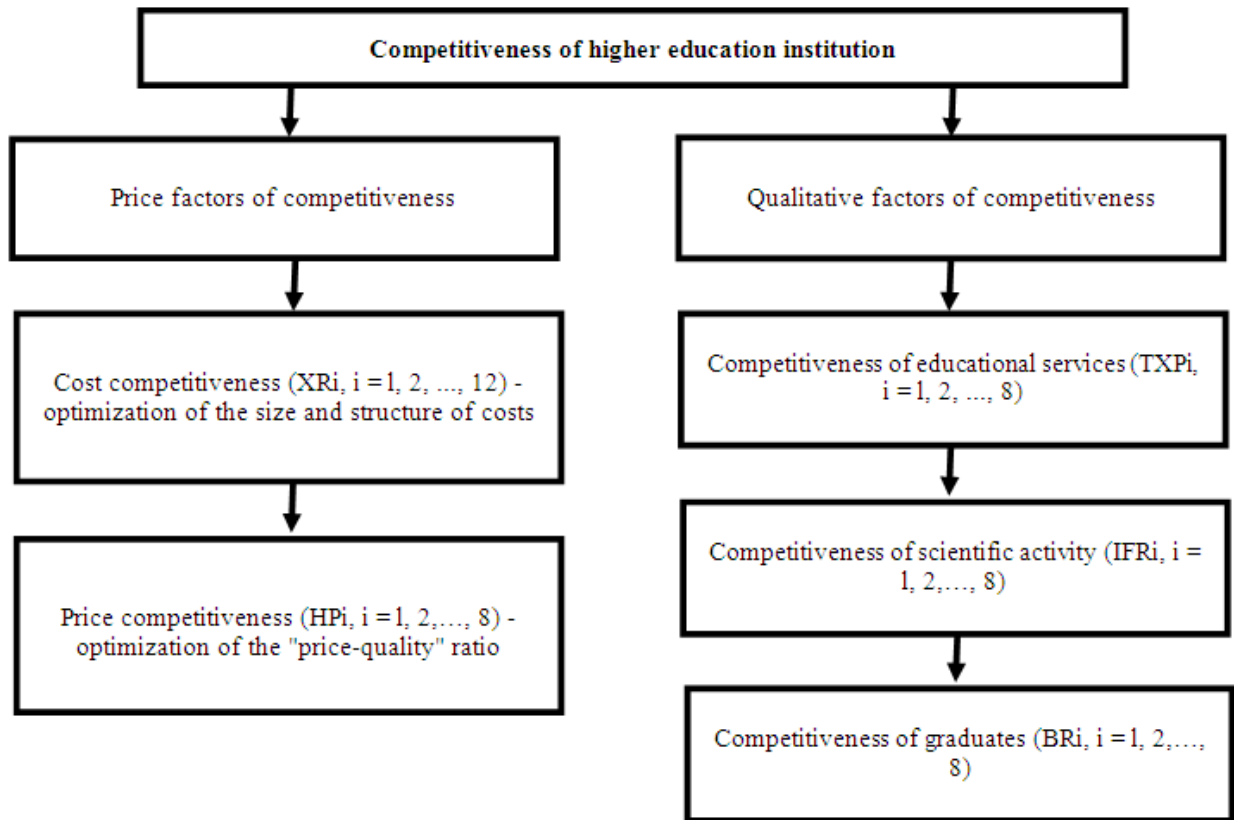 Competitiveness of higher education institution
Price factors of competitiveness
Qualitative factors of competitiveness
Cost competitiveness (XRi, i = 1, 2, ..., 12) -
optimization of the size and structure of costs
Competitiveness of educational services (TXPi,
i = 1, 2, ..., 8)
Price competitiveness (HPi, i = 1, 2,..., 8) -
optimization of the "price-quality" ratio
Competitiveness of scientific activity (IFRi, i =
1, 2,..., 8)
Competitiveness of graduates (BRi, i = 1, 2,...,
8)